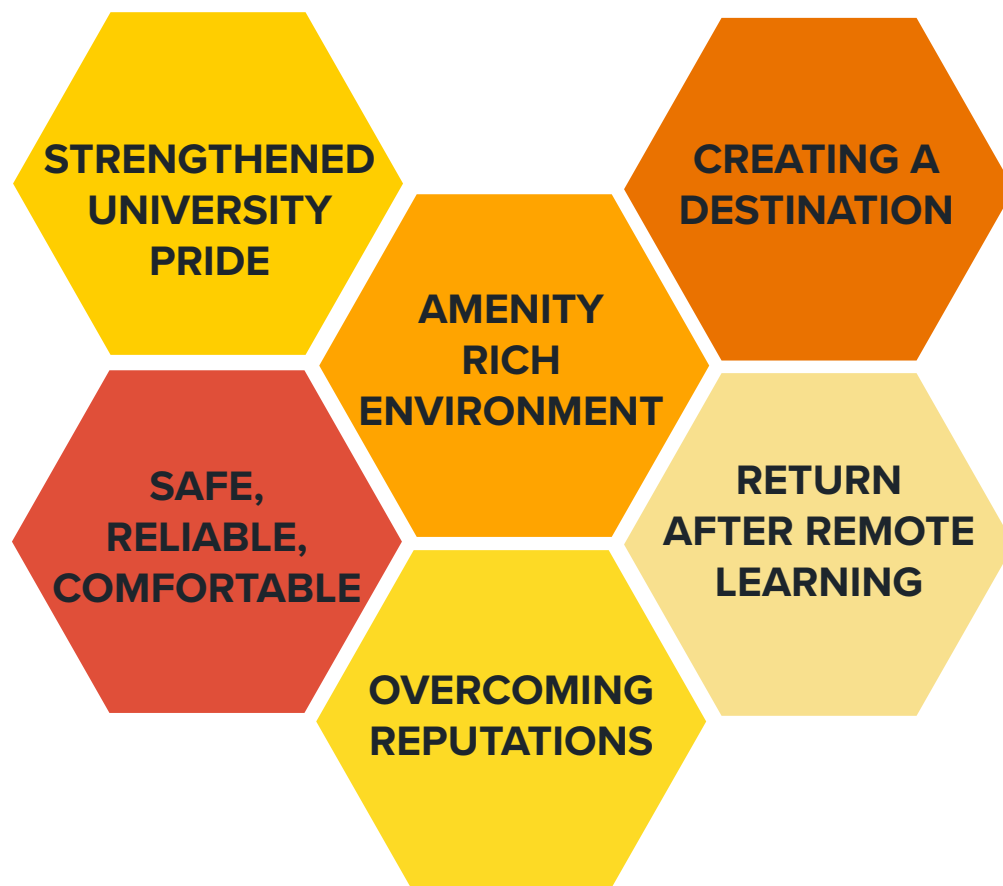 STRENGTHENED
UNIVERSITY
PRIDE
CREATING A
DESTINATION
AMENITY
RICH
ENVIRONMENT
SAFE,
RELIABLE,
COMFORTABLE
RETURN
AFTER REMOTE
LEARNING
OVERCOMING
REPUTATIONS